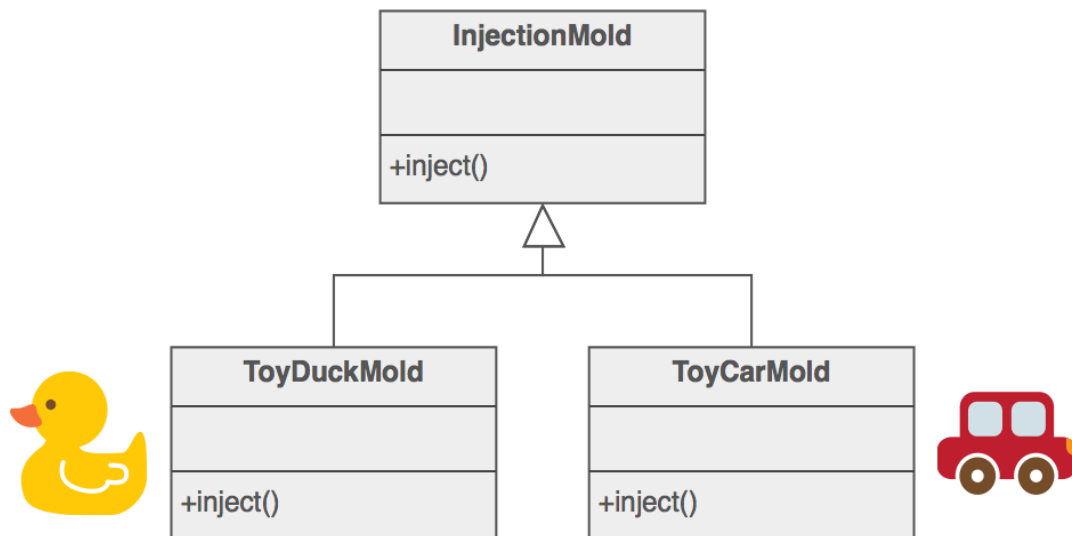 InjectionMold
+inject()
ToyDuckMold
+inject()
ToyCarMold
+inject()